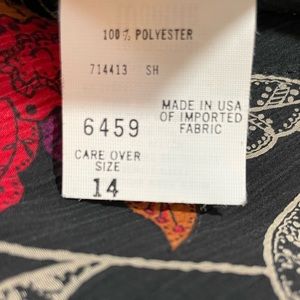 100% POLYESTER
714413 SH
6459
MADE IN USA
OF IMPORTED
FABRIC
CARE OVER
SIZE
14